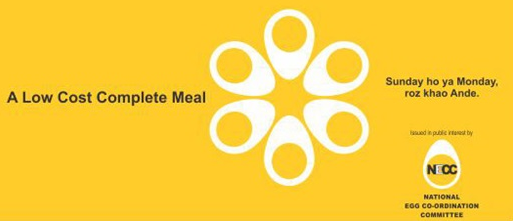 A Low Cost Complete Meal
Sunday ho ya Monday,
roz khao Ande.
Issued in public interest by
NECC
NATIONAL
EGG CO-ORDINATION
COMMITTEE